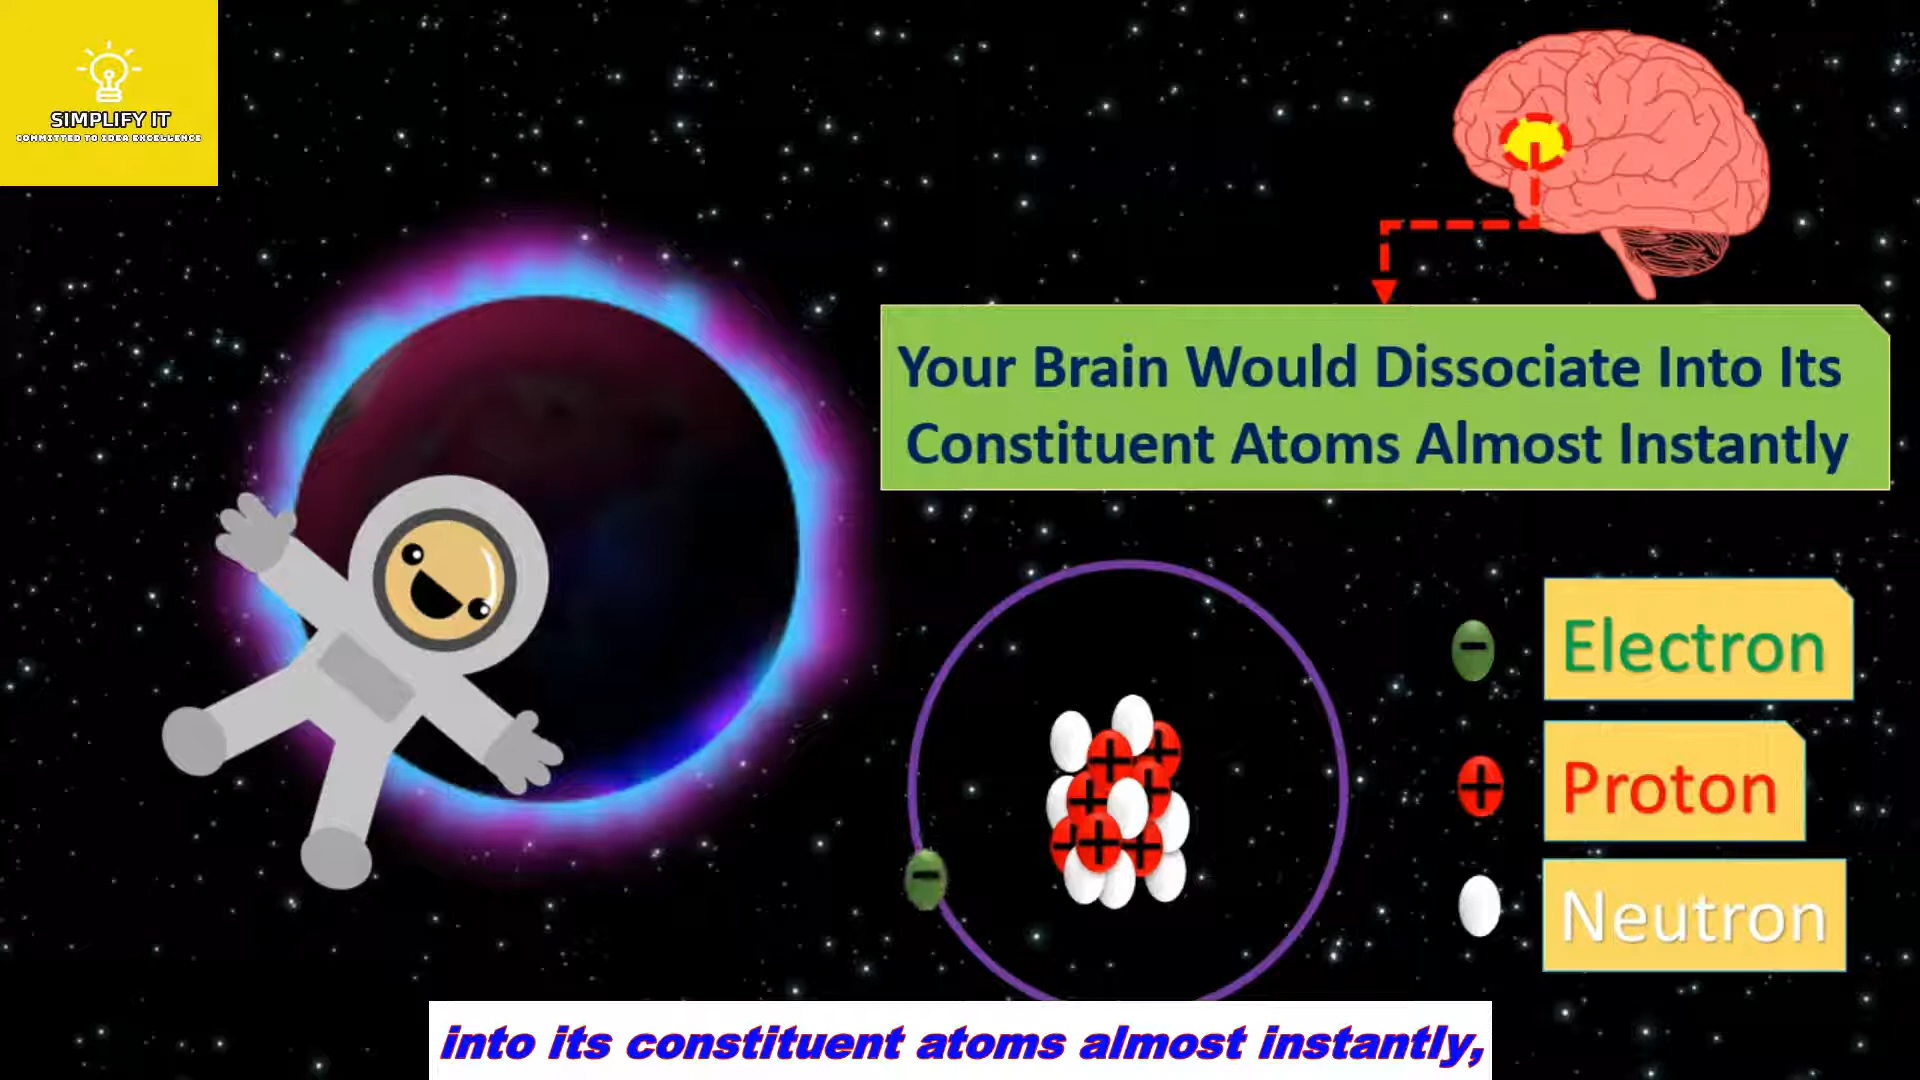 SIMPLIFY IT
COMMITTED TO IDEA EXCELLENCE
Your Brain Would Dissociate Into Its
Constituent Atoms Almost Instantly
Electron
Proton
Neutron
into its constituent atoms almost instantly,